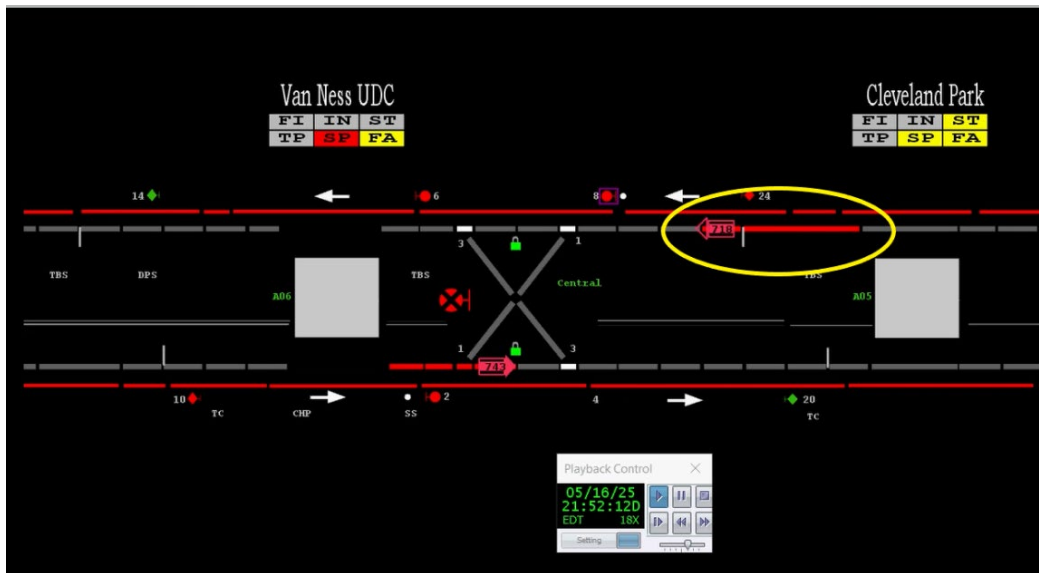 Van Ness UDC
FI IN ST
TP SP FA
Cleveland Park
FI IN ST
TP SP FA
14
6
8
24
718
3
1
TBS
DPS
TBS
Central
TBS
A06
A05
1
3
743
10
TC
CHP
SS
2
4
20
TC
Playback Control
05/16/25
21:52:12D
EDT 18X
Setting